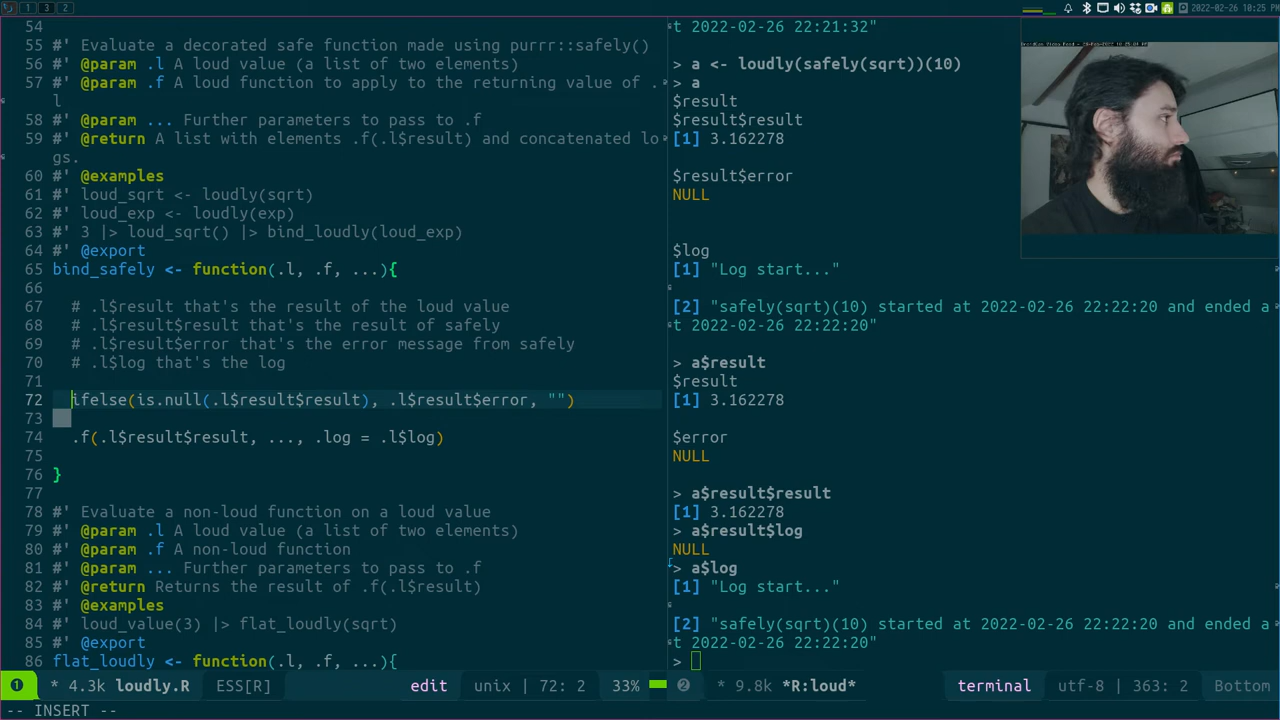 1 3 2
2022-02-26 10:25 PM
54
55 #' Evaluate a decorated safe function made using purrr::safely()
56 #' @param .l A loud value (a list of two elements)
57 #' @param .f A loud function to apply to the returning value of .
l
58 #' @param ... Further parameters to pass to .f
59 #' @return A list with elements .f(.l$result) and concatenated lo
gs.
60 #' @examples
61 #' loud_sqrt <- loudly(sqrt)
62 #' loud_exp <- loudly(exp)
63 #' 3 |> loud_sqrt() |> bind_loudly(loud_exp)
64 #' @export
65 bind_safely <- function(.l, .f, ...){
66
67   # .l$result that's the result of the loud value
68   # .l$result$result that's the result of safely
69   # .l$result$error that's the error message from safely
70   # .l$log that's the log
71
72   ifelse(is.null(.l$result$result), .l$result$error, "")
73
74   .f(.l$result$result, ..., .log = .l$log)
75
76 }
77
78 #' Evaluate a non-loud function on a loud value
79 #' @param .l A loud value (a list of two elements)
80 #' @param .f A non-loud function
81 #' @param ... Further parameters to pass to .f
82 #' @return Returns the result of .f(.l$result)
83 #' @examples
84 #' loud_value(3) |> flat_loudly(sqrt)
85 #' @export
86 flat_loudly <- function(.l, .f, ...){
1 * 4.3k loudly.R ESS[R] edit unix | 72: 2 33%
-- INSERT --
t 2022-02-26 22:21:32"
> a <- loudly(safely(sqrt))(10)
> a
$result
$result$result
[1] 3.162278
$result$error
NULL
$log
[1] "Log start..."
[2] "safely(sqrt)(10) started at 2022-02-26 22:22:20 and ended a
t 2022-02-26 22:22:20"
> a$result
$result
[1] 3.162278
$error
NULL
> a$result$result
[1] 3.162278
> a$result$log
NULL
> a$log
[1] "Log start..."
[2] "safely(sqrt)(10) started at 2022-02-26 22:22:20 and ended a
t 2022-02-26 22:22:20"
>
2 * 9.8k *R:loud* terminal utf-8 | 363: 2 Bottom